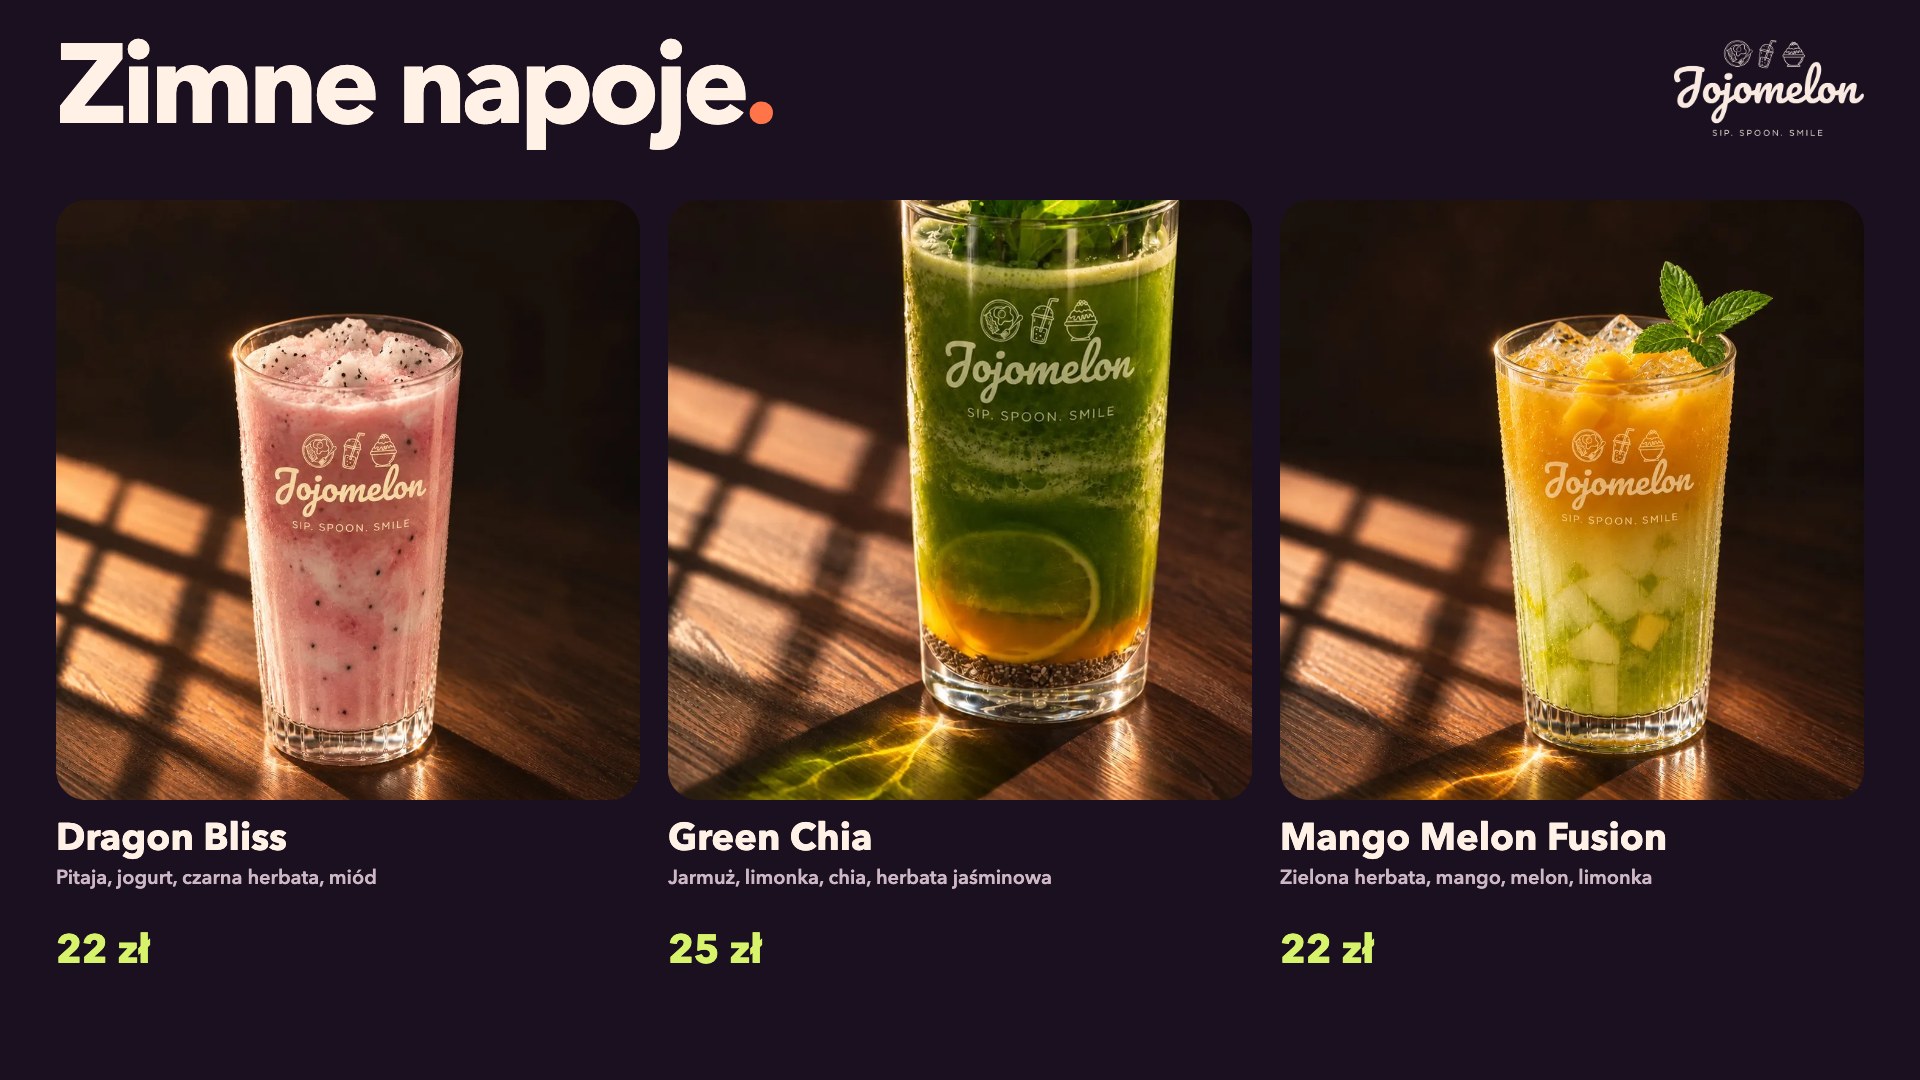 Zimne napoje.
Jojomelon
SIP. SPOON. SMILE
Jojomelon
SIP. SPOON. SMILE
Jojomelon
SIP. SPOON. SMILE
Jojomelon
SIP. SPOON. SMILE
Dragon Bliss
Pitaja, jogurt, czarna herbata, miód
22 zł
Green Chia
Jarmuż, limonka, chia, herbata jaśminowa
25 zł
Mango Melon Fusion
Zielona herbata, mango, melon, limonka
22 zł